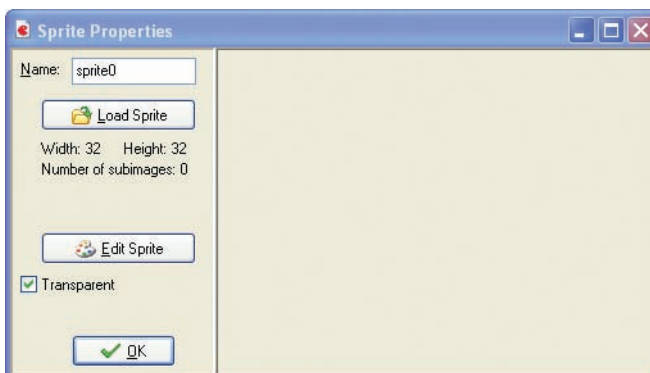 Sprite Properties
Name: sprite0
Load Sprite
Width: 32 Height: 32
Number of subimages: 0
Edit Sprite
Transparent
OK